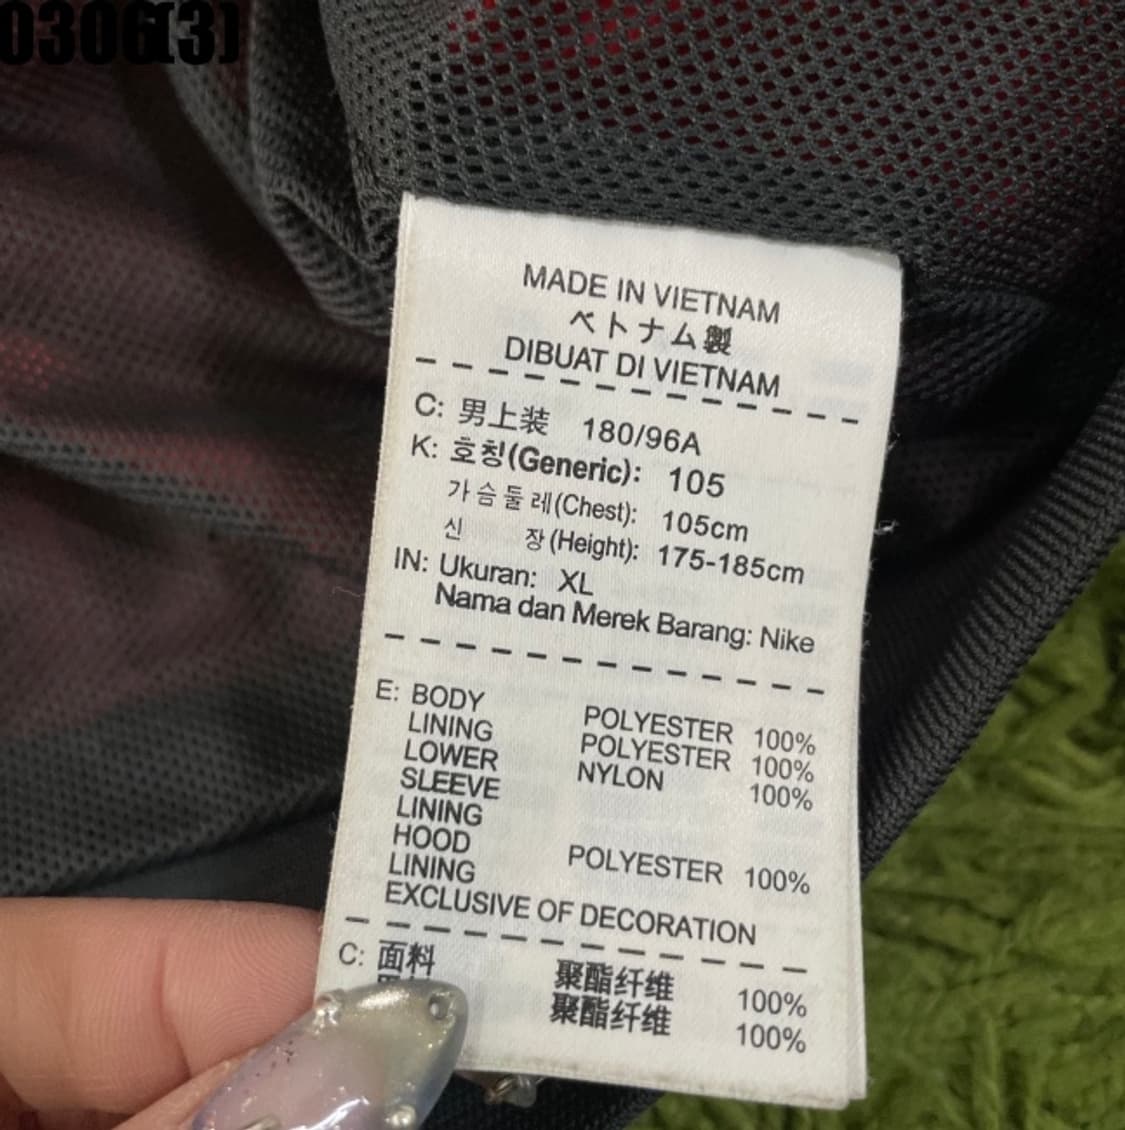 0306(3)
MADE IN VIETNAM
ベトナム製
DIBUAT DI VIETNAM
C: 男上装 180/96A
K: 호칭(Generic): 105
가슴둘레(Chest): 105cm
신 장(Height): 175-185cm
IN: Ukuran: XL
Nama dan Merek Barang: Nike
E: BODY POLYESTER 100%
LINING POLYESTER 100%
LOWER NYLON 100%
SLEEVE
LINING
HOOD POLYESTER 100%
LINING
EXCLUSIVE OF DECORATION
C: 面料 聚酯纤维 100%
聚酯纤维 100%